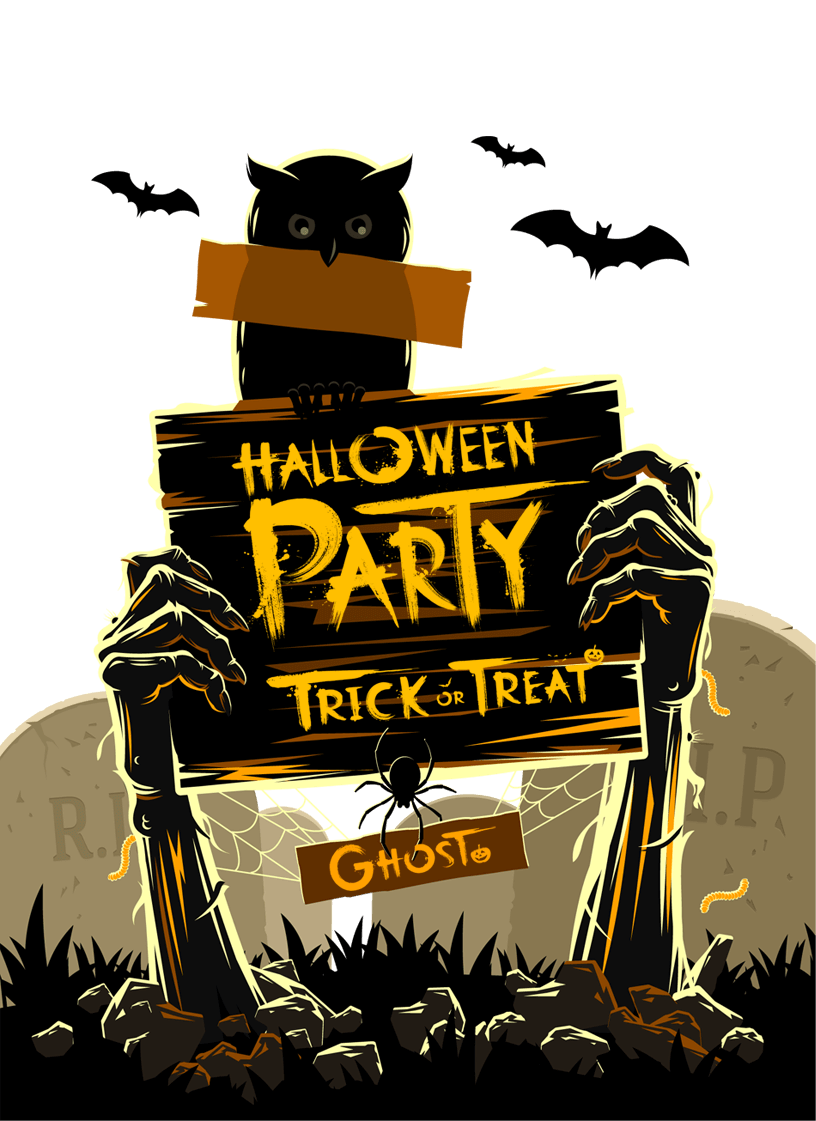 HALLOWEEN
PARTY
TRICK OR TREAT
R.I
I.P
GHOST